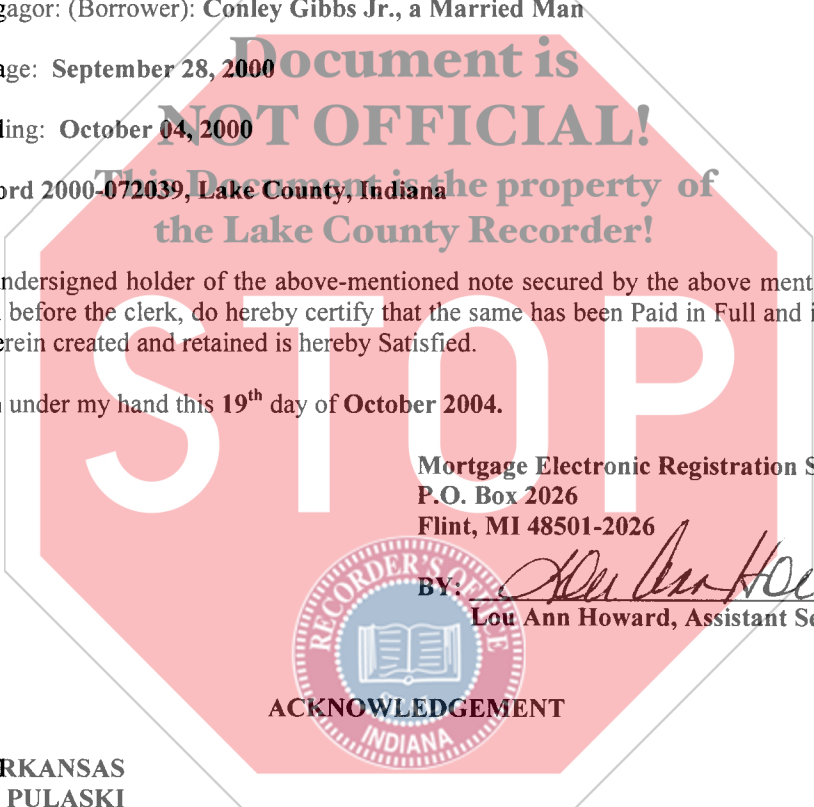 gagor: (Borrower): Conley Gibbs Jr., a Married Man
age: September 28, 2000
Document is
ling: October 04, 2000
NOT OFFICIAL!
ord 2000-072039, Lake County, Indiana
This Document is the property of
the Lake County Recorder!
ndersigned holder of the above-mentioned note secured by the above ment
before the clerk, do hereby certify that the same has been Paid in Full and i
erein created and retained is hereby Satisfied.
n under my hand this 19th day of October 2004.
STOP
Mortgage Electronic Registration S
P.O. Box 2026
Flint, MI 48501-2026
BY: Lou Ann Ho
Lou Ann Howard, Assistant Se
RECORDER'S OFFICE
INDIANA
ACKNOWLEDGEMENT
RKANSAS
PULASKI